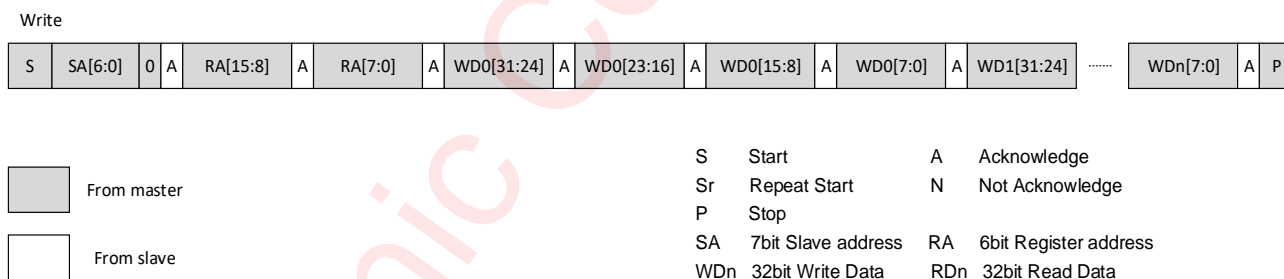 Write
S SA[6:0] 0 A RA[15:8] A RA[7:0] A WD0[31:24] A WD0[23:16] A WD0[15:8] A WD0[7:0] A WD1[31:24] ······· WDn[7:0] A P
S Start A Acknowledge
From master Sr Repeat Start N Not Acknowledge
P Stop
SA 7bit Slave address RA 6bit Register address
From slave WDn 32bit Write Data RDn 32bit Read Data